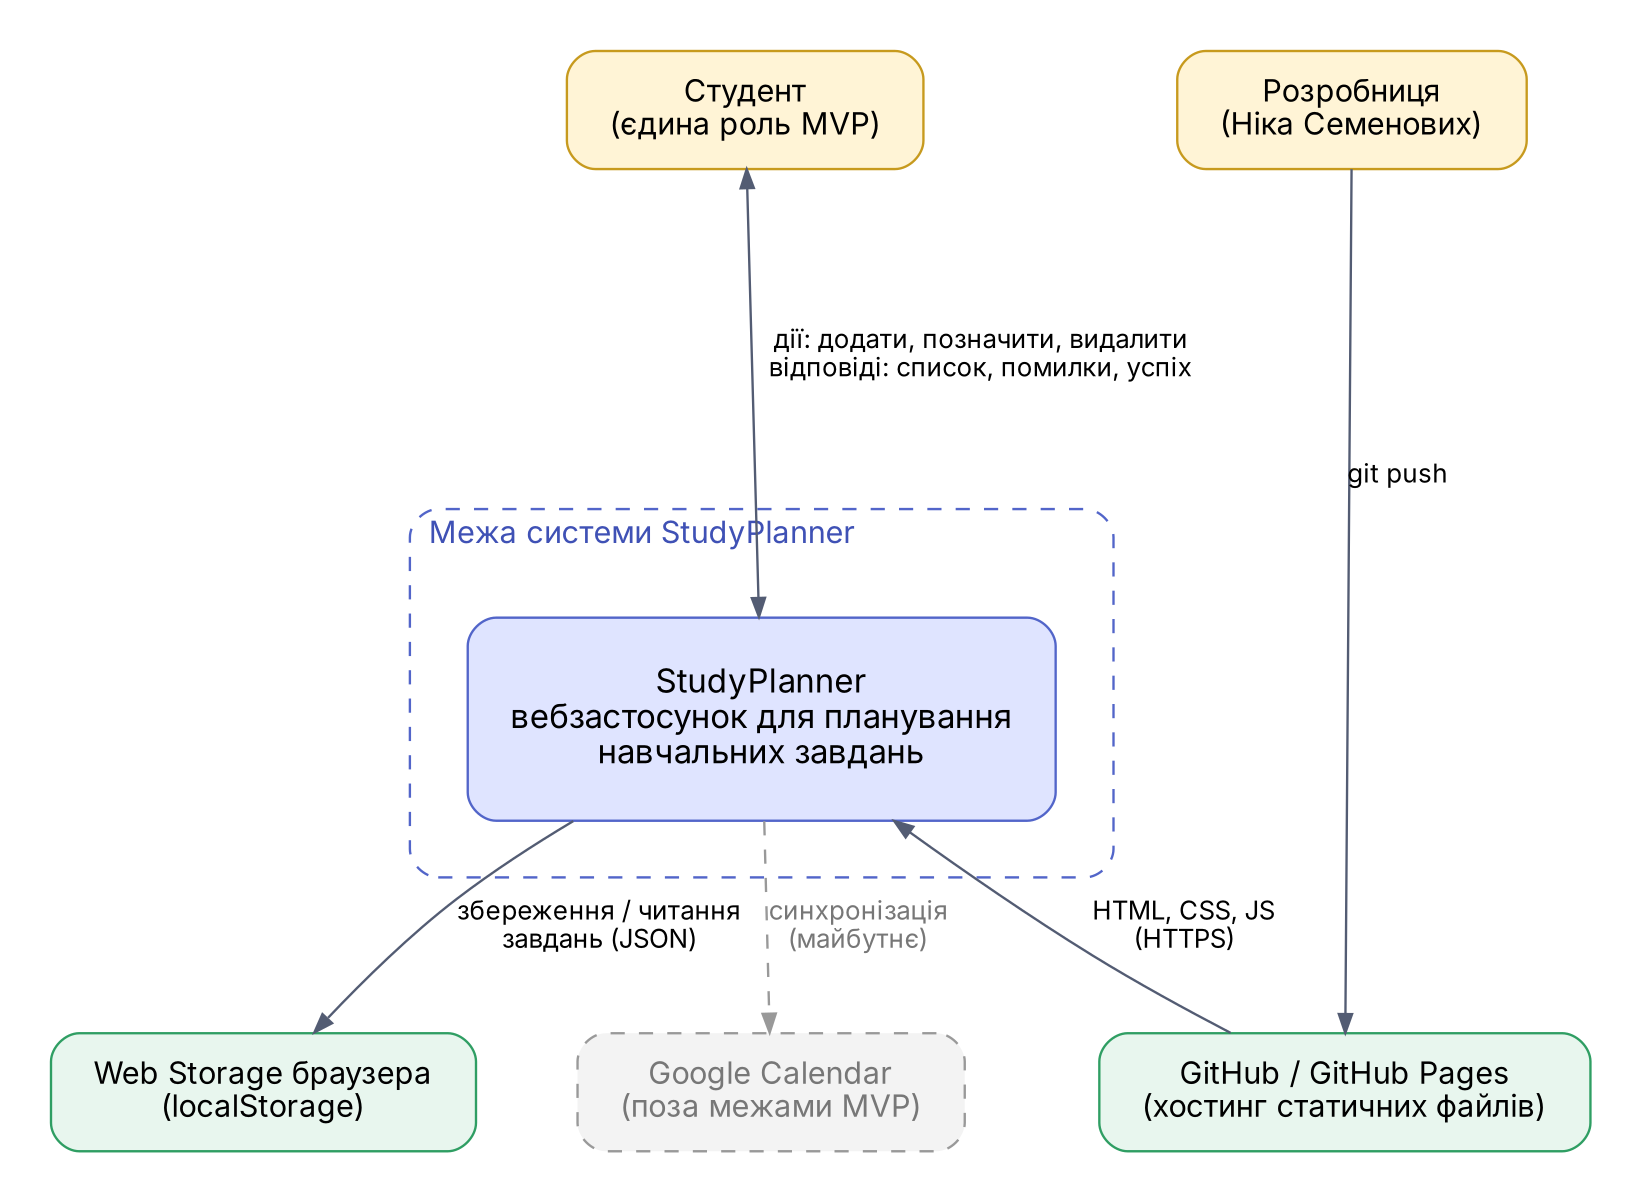 Студент
(єдина роль MVP)
Розробниця
(Ніка Семенових)
дії: додати, позначити, видалити
відповіді: список, помилки, успіх
git push
Межа системи StudyPlanner
StudyPlanner
вебзастосунок для планування
навчальних завдань
збереження / читання
завдань (JSON)
синхронізація
(майбутнє)
HTML, CSS, JS
(HTTPS)
Web Storage браузера
(localStorage)
Google Calendar
(поза межами MVP)
GitHub / GitHub Pages
(хостинг статичних файлів)